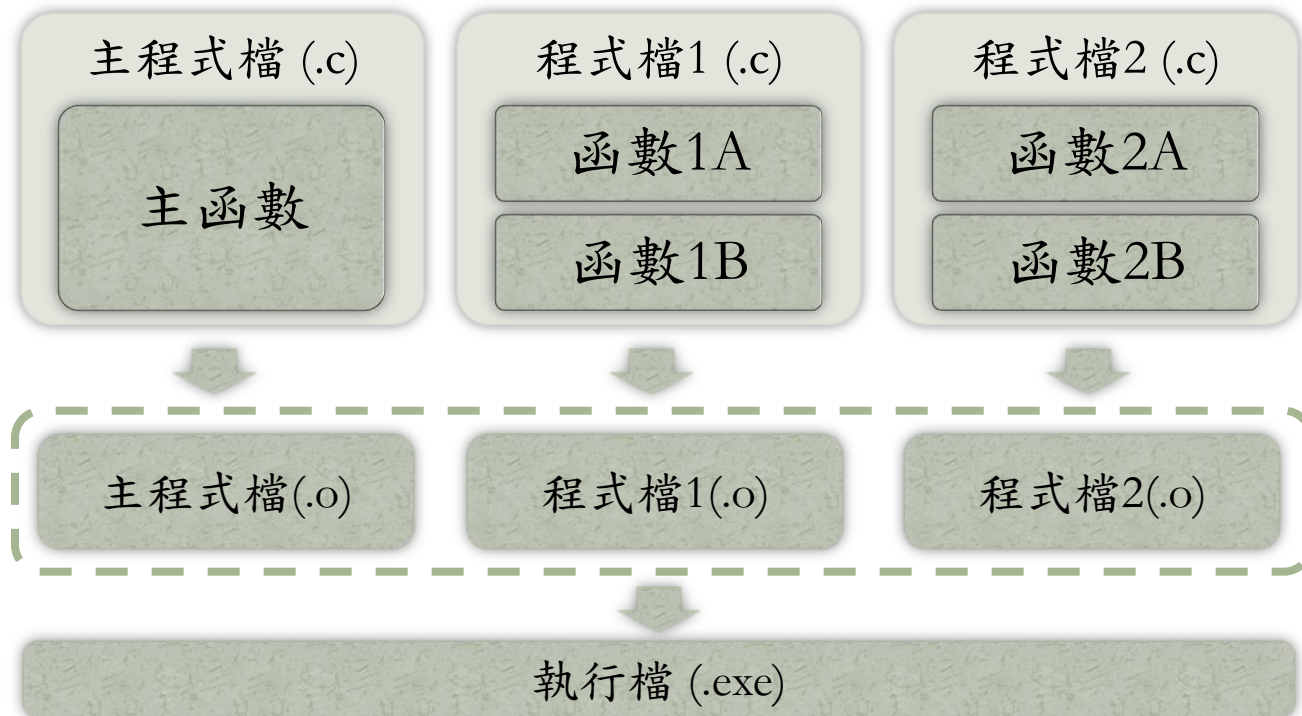 主程式檔 (.c)
主函數
程式檔1 (.c)
函數1A
函數1B
程式檔2 (.c)
函數2A
函數2B
主程式檔(.o)
程式檔1(.o)
程式檔2(.o)
執行檔 (.exe)